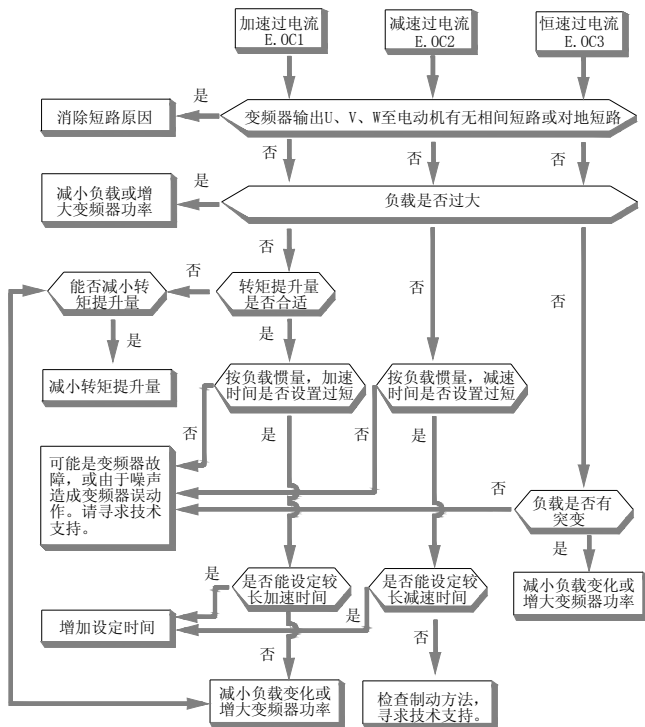 加速过电流
E.OC1
减速过电流
E.OC2
恒速过电流
E.OC3
是
消除短路原因
变频器输出U、V、W至电动机有无相间短路或对地短路
否
否
否
是
减小负载或增
大变频器功率
负载是否过大
否
否
否
能否减小转
矩提升量
否
转矩提升量
是否合适
是
是
减小转矩提升量
按负载惯量，加速
时间是否设置过短
按负载惯量，减速
时间是否设置过短
否
是
否
是
可能是变频器故
障，或由于噪声
造成变频器误动
作。请寻求技术
支持。
否
负载是否有
突变
是
减小负载变化或
增大变频器功率
是
是否能设定较
长加速时间
是否能设定较
长减速时间
增加设定时间
是
否
否
减小负载变化或
增大变频器功率
检查制动方法，
寻求技术支持。